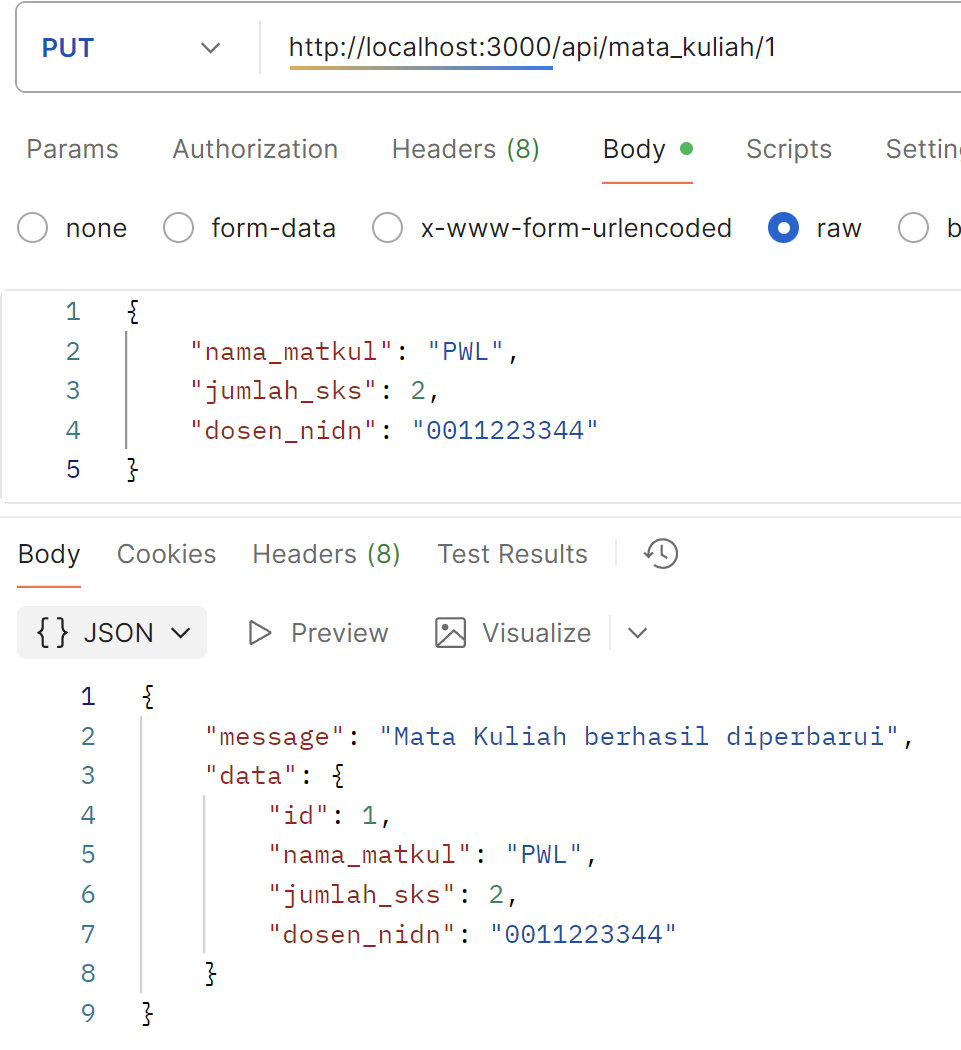 PUT http://localhost:3000/api/mata_kuliah/1
Params Authorization Headers (8) Body Scripts
none form-data x-www-form-urlencoded raw
1 {
2 "nama_matkul": "PWL",
3 "jumlah_sks": 2,
4 "dosen_nidn": "0011223344"
5 }
Body Cookies Headers (8) Test Results
{} JSON Preview Visualize
1 {
2 "message": "Mata Kuliah berhasil diperbarui",
3 "data": {
4 "id": 1,
5 "nama_matkul": "PWL",
6 "jumlah_sks": 2,
7 "dosen_nidn": "0011223344"
8 }
9 }